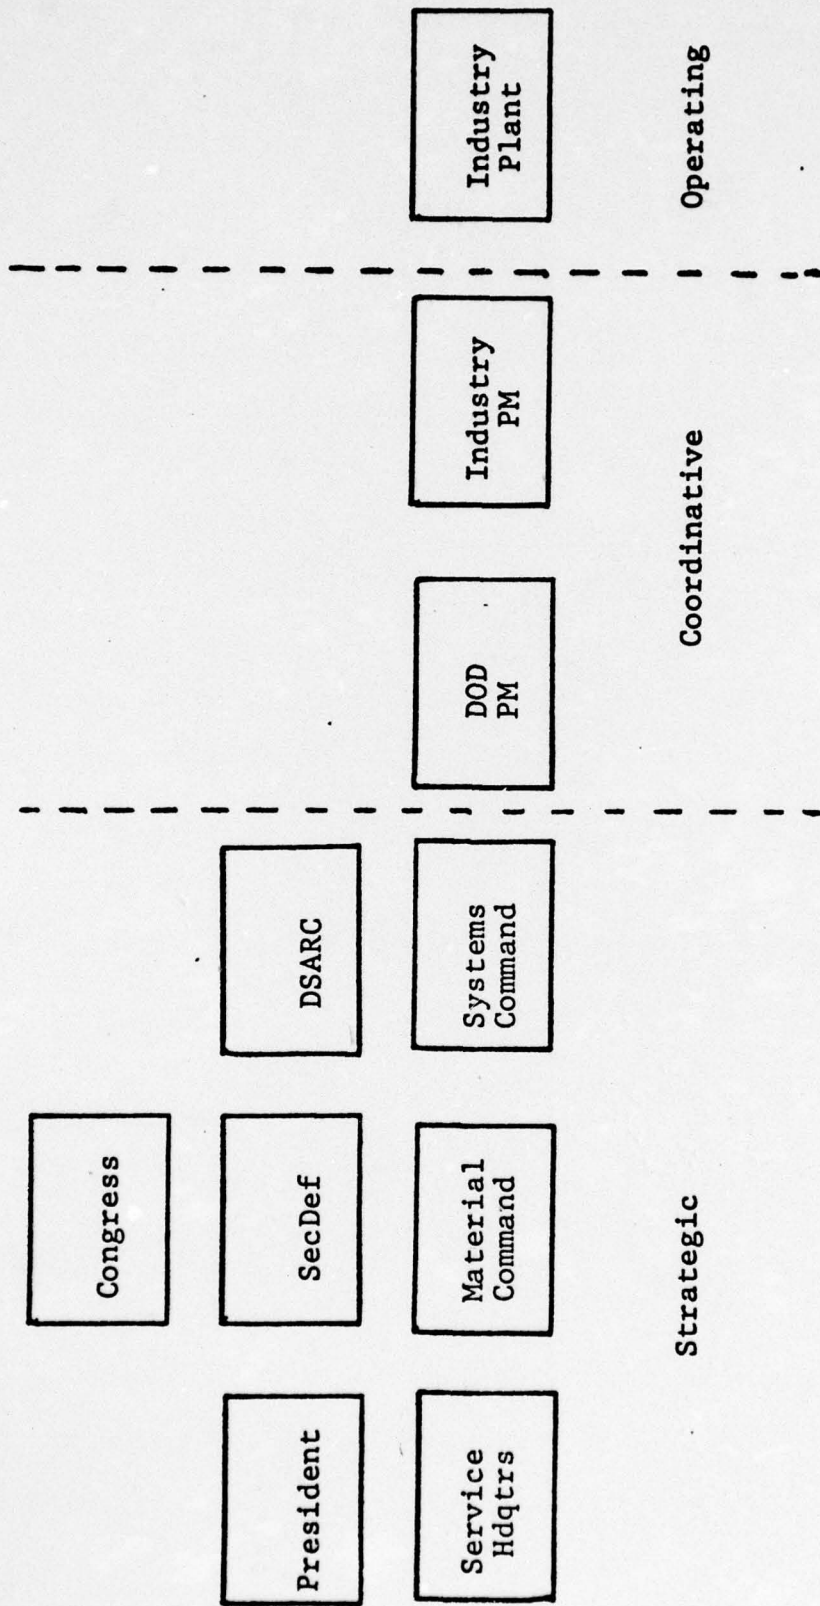 Congress
President
SecDef
DSARC
Service
Hdqtrs
Material
Command
Systems
Command
DOD
PM
Industry
PM
Industry
Plant
Strategic
Coordinative
Operating